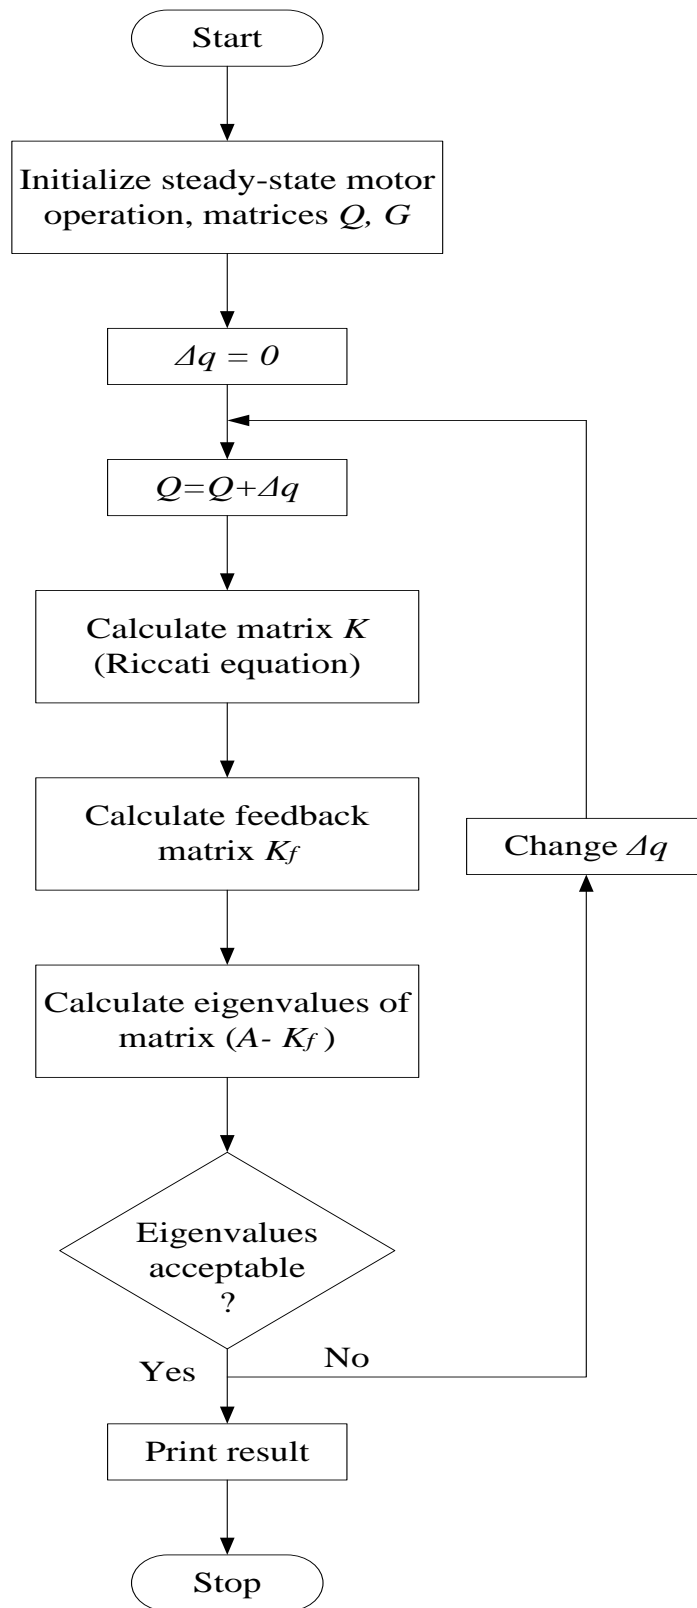 Start
Initialize steady-state motor
operation, matrices Q, G
Δq = 0
Q=Q+Δq
Calculate matrix K
(Riccati equation)
Calculate feedback
matrix Kf
Change Δq
Calculate eigenvalues of
matrix (A- Kf )
Eigenvalues
acceptable
?
Yes
No
Print result
Stop